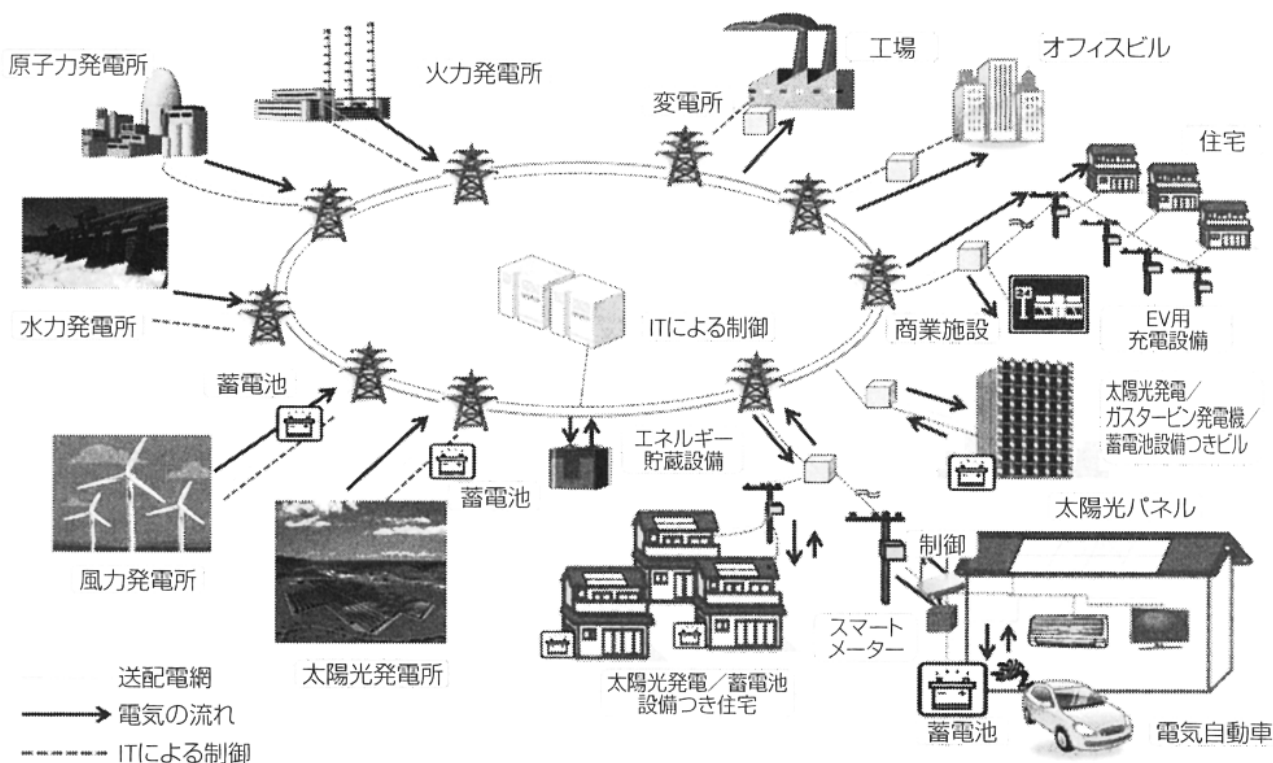 原子力発電所
火力発電所
変電所
工場
オフィスビル
住宅
水力発電所
ITによる制御
商業施設
24
EV用
充電設備
蓄電池
太陽光発電/
ガスタービン発電機/
蓄電池設備つきビル
エネルギー
貯蔵設備
蓄電池
太陽光パネル
風力発電所
制御
スマート
メーター
太陽光発電所
太陽光発電/蓄電池
設備つき住宅
蓄電池
電気自動車
送配電網
電気の流れ
ITによる制御